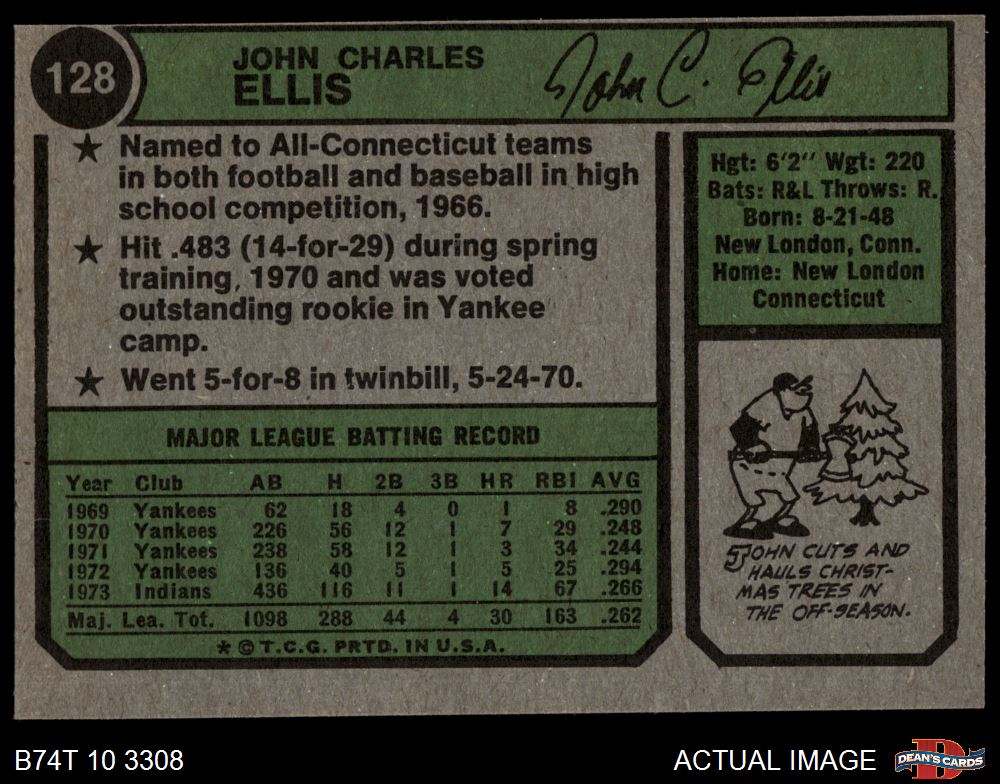 128
JOHN CHARLES
ELLIS
John C. Ellis
★ Named to All-Connecticut teams
in both football and baseball in high
school competition, 1966.
★ Hit .483 (14-for-29) during spring
training, 1970 and was voted
outstanding rookie in Yankee
camp.
★ Went 5-for-8 in twinbill, 5-24-70.
MAJOR LEAGUE BATTING RECORD
Year Club AB H 2B 3B HR RBI AVG
1969 Yankees 62 18 4 0 1 8 .290
1970 Yankees 226 56 12 1 7 29 .248
1971 Yankees 238 58 12 1 3 34 .244
1972 Yankees 136 40 5 1 5 25 .294
1973 Indians 436 116 11 1 14 67 .266
Maj. Lea. Tot. 1098 288 44 4 30 163 .262
* © T.C.G. PRTD. IN U.S.A.
Hgt: 6'2" Wgt: 220
Bats: R&L Throws: R.
Born: 8-21-48
New London, Conn.
Home: New London
Connecticut
JOHN CUTS AND
HAULS CHRIST-
MAS TREES IN
THE OFF-SEASON.
B74T 10 3308
ACTUAL IMAGE
D
DEAN'S CARDS